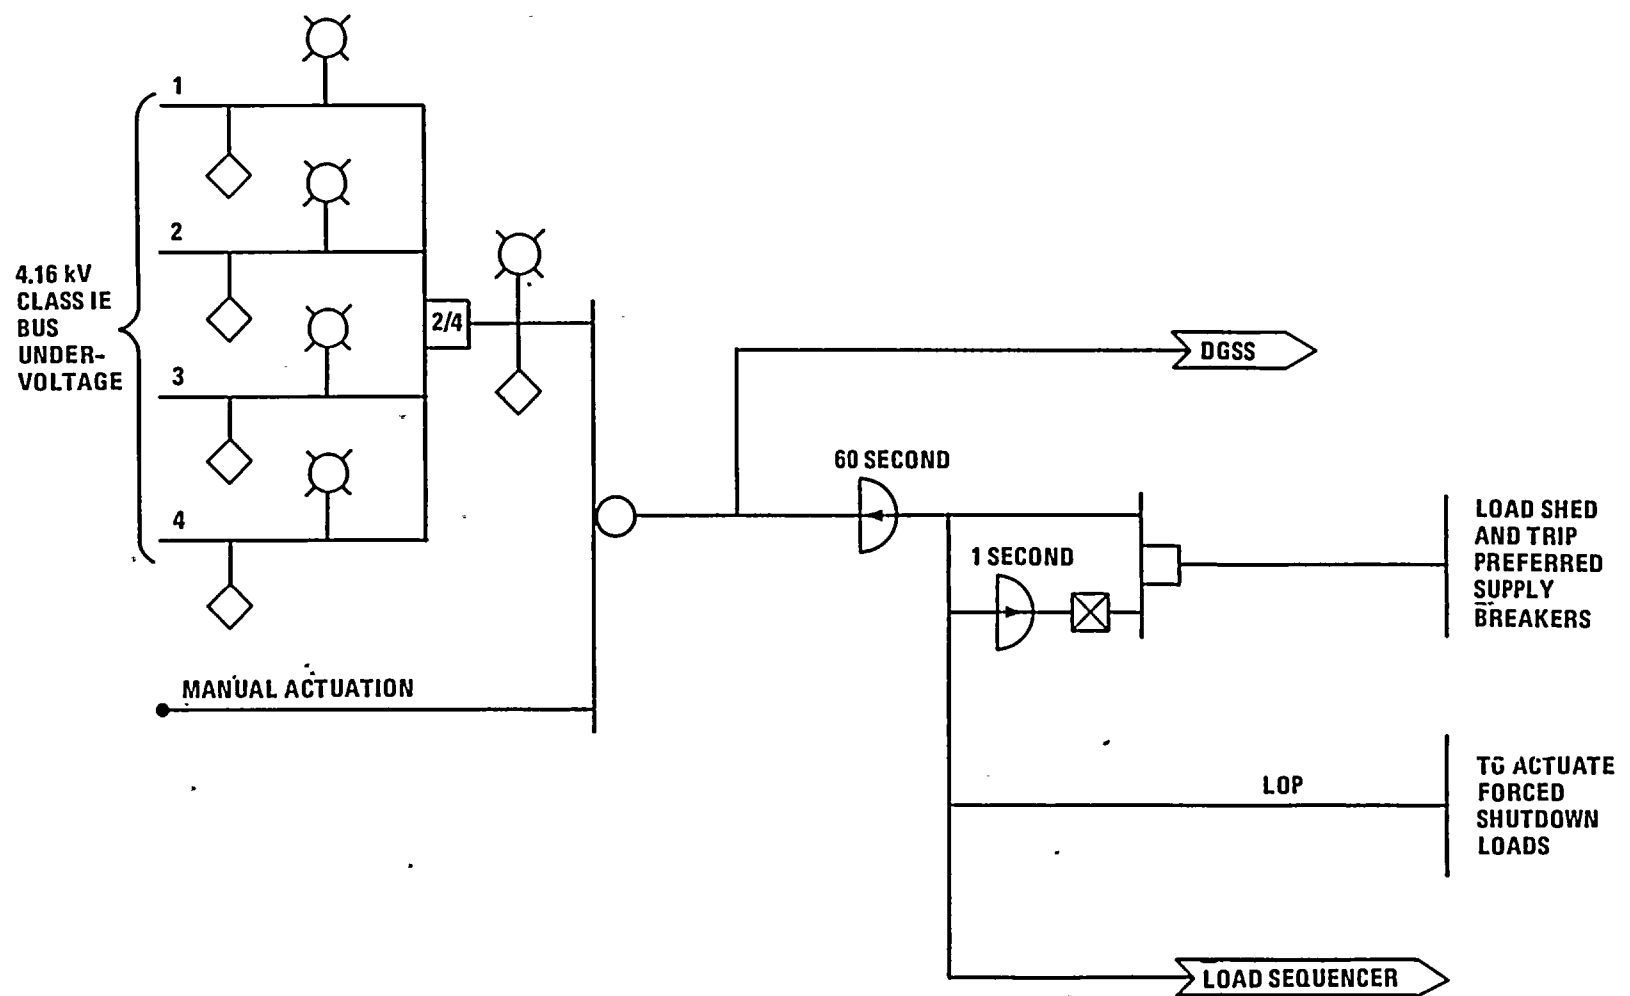 1
2
3
4
4.16 kV
CLASS IE
BUS
UNDER-
VOLTAGE
2/4
MANUAL ACTUATION
DGSS
60 SECOND
1 SECOND
LOAD SHED
AND TRIP
PREFERRED
SUPPLY
BREAKERS
LOP
TO ACTUATE
FORCED
SHUTDOWN
LOADS
LOAD SEQUENCER